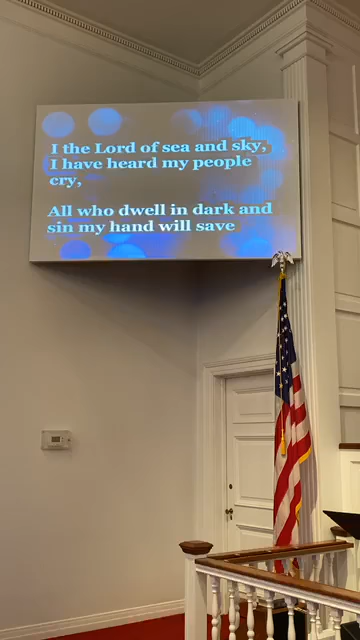 I the Lord of sea and sky,
I have heard my people
cry,
All who dwell in dark and
sin my hand will save